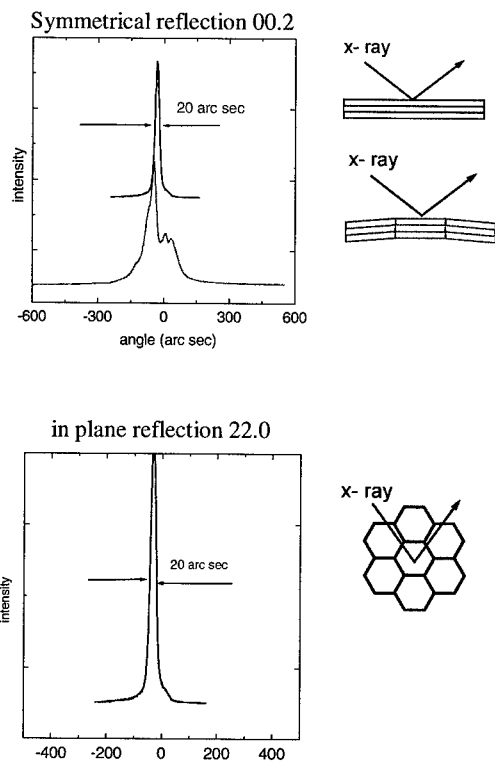 Symmetrical reflection 00.2
x- ray
20 arc sec
intensity
x- ray
-600 -300 0 300 600
angle (arc sec)
in plane reflection 22.0
x- ray
20 arc sec
intensity
-400 -200 0 200 400